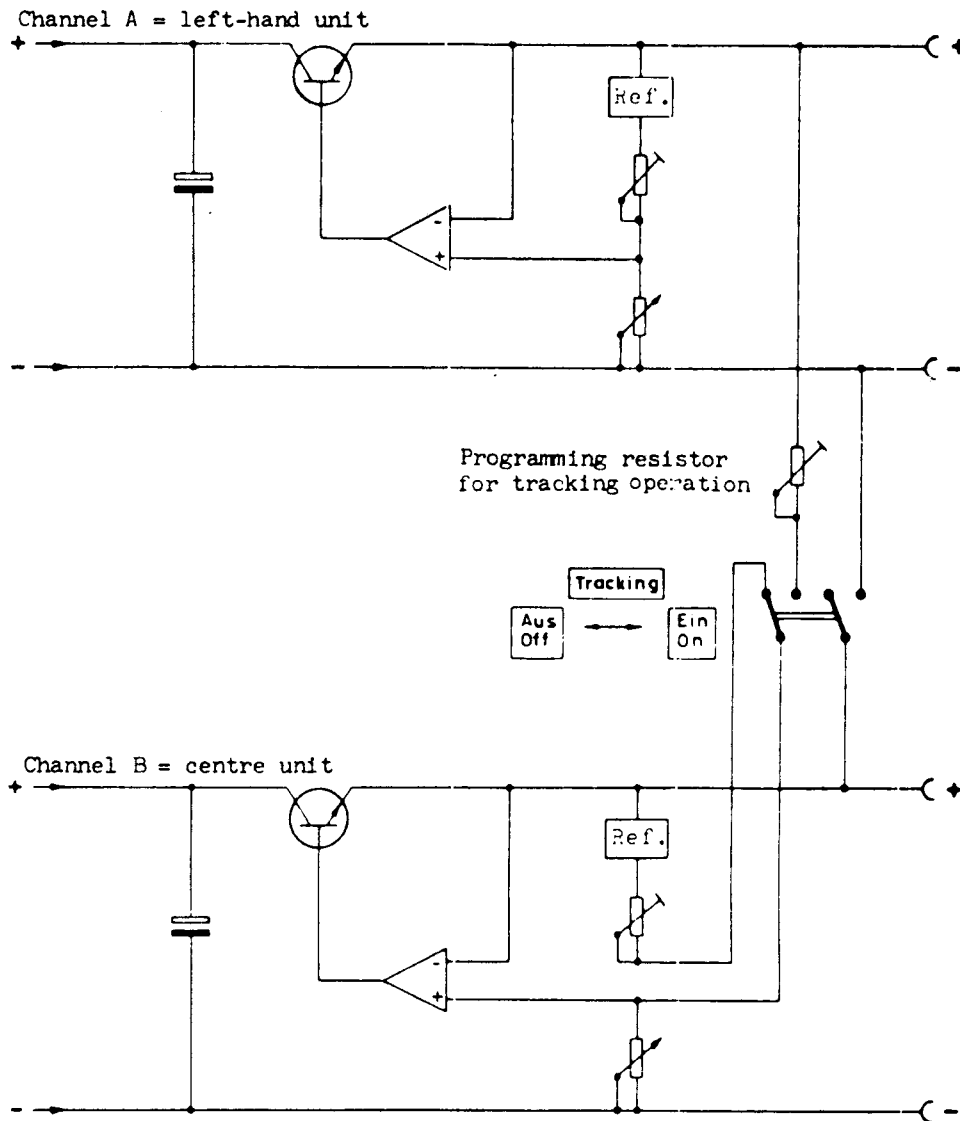 Channel A = left-hand unit
+
+
Ref.
-
+
-
-
Programming resistor
for tracking operation
Tracking
Aus
Off
Ein
On
Channel B = centre unit
+
+
Ref.
-
+
-
-